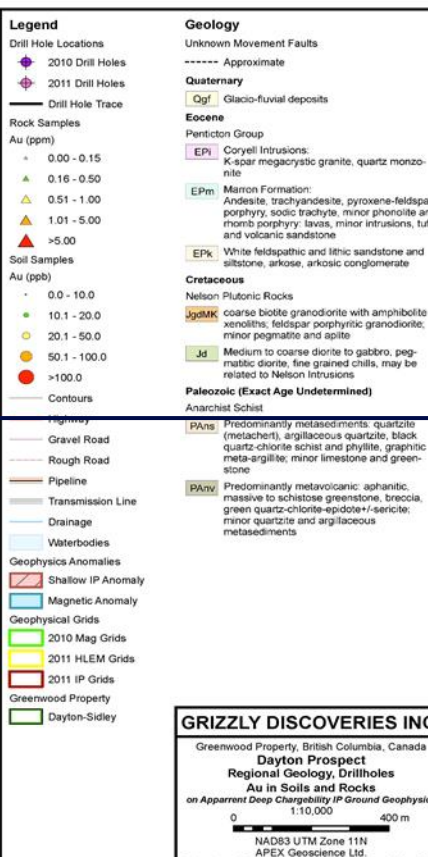 Legend
Drill Hole Locations
2010 Drill Holes
2011 Drill Holes
Drill Hole Trace
Rock Samples
Au (ppm)
0.00 - 0.15
0.16 - 0.50
0.51 - 1.00
1.01 - 5.00
>5.00
Soil Samples
Au (ppb)
0.0 - 10.0
10.1 - 20.0
20.1 - 50.0
50.1 - 100.0
>100.0
Contours
Highway
Gravel Road
Rough Road
Pipeline
Transmission Line
Drainage
Waterbodies
Geophysics Anomalies
Shallow IP Anomaly
Magnetic Anomaly
Geophysical Grids
2010 Mag Grids
2011 HLEM Grids
2011 IP Grids
Greenwood Property
Dayton-Sidley
Geology
Unknown Movement Faults
Approximate
Quaternary
Qgf Glacio-fluvial deposits
Eocene
Penticton Group
EPi Coryell Intrusions:
K-spar megacrystic granite, quartz monzo-
nite
EPm Marron Formation:
Andesite, trachyandesite, pyroxene-feldspa
porphyry, sodic trachyte, minor phonolite an
rhomb porphyry: lavas, minor intrusions, tuf
and volcanic sandstone
EPk White feldspathic and lithic sandstone and
siltstone, arkose, arkosic conglomerate
Cretaceous
Nelson Plutonic Rocks
JgdMK coarse biotite granodiorite with amphibolite
xenoliths; feldspar porphyritic granodiorite;
minor pegmatite and aplite
Jd Medium to coarse diorite to gabbro, peg-
matitic diorite, fine grained chills, may be
related to Nelson Intrusions
Paleozoic (Exact Age Undetermined)
Anarchist Schist
PAns Predominantly metasediments: quartzite
(metachert), argillaceous quartzite, black
quartz-chlorite schist and phyllite, graphitic
meta-argillite; minor limestone and green-
stone
PAnv Predominantly metavolcanic: aphanitic,
massive to schistose greenstone, breccia,
green quartz-chlorite-epidote+/-sericite;
minor quartzite and argillaceous
metasediments
GRIZZLY DISCOVERIES INC
Greenwood Property, British Columbia, Canada
Dayton Prospect
Regional Geology, Drillholes
Au in Soils and Rocks
on Apparrent Deep Chargebility IP Ground Geophysic
1:10,000
0 400 m
NAD83 UTM Zone 11N
APEX Geoscience Ltd.